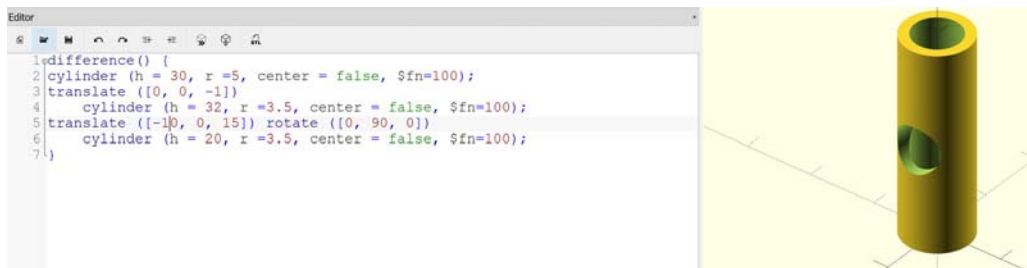 Editor
1 difference() {
2 cylinder (h = 30, r =5, center = false, $fn=100);
3 translate ([0, 0, -1])
4 cylinder (h = 32, r =3.5, center = false, $fn=100);
5 translate ([-10, 0, 15]) rotate ([0, 90, 0])
6 cylinder (h = 20, r =3.5, center = false, $fn=100);
7 }